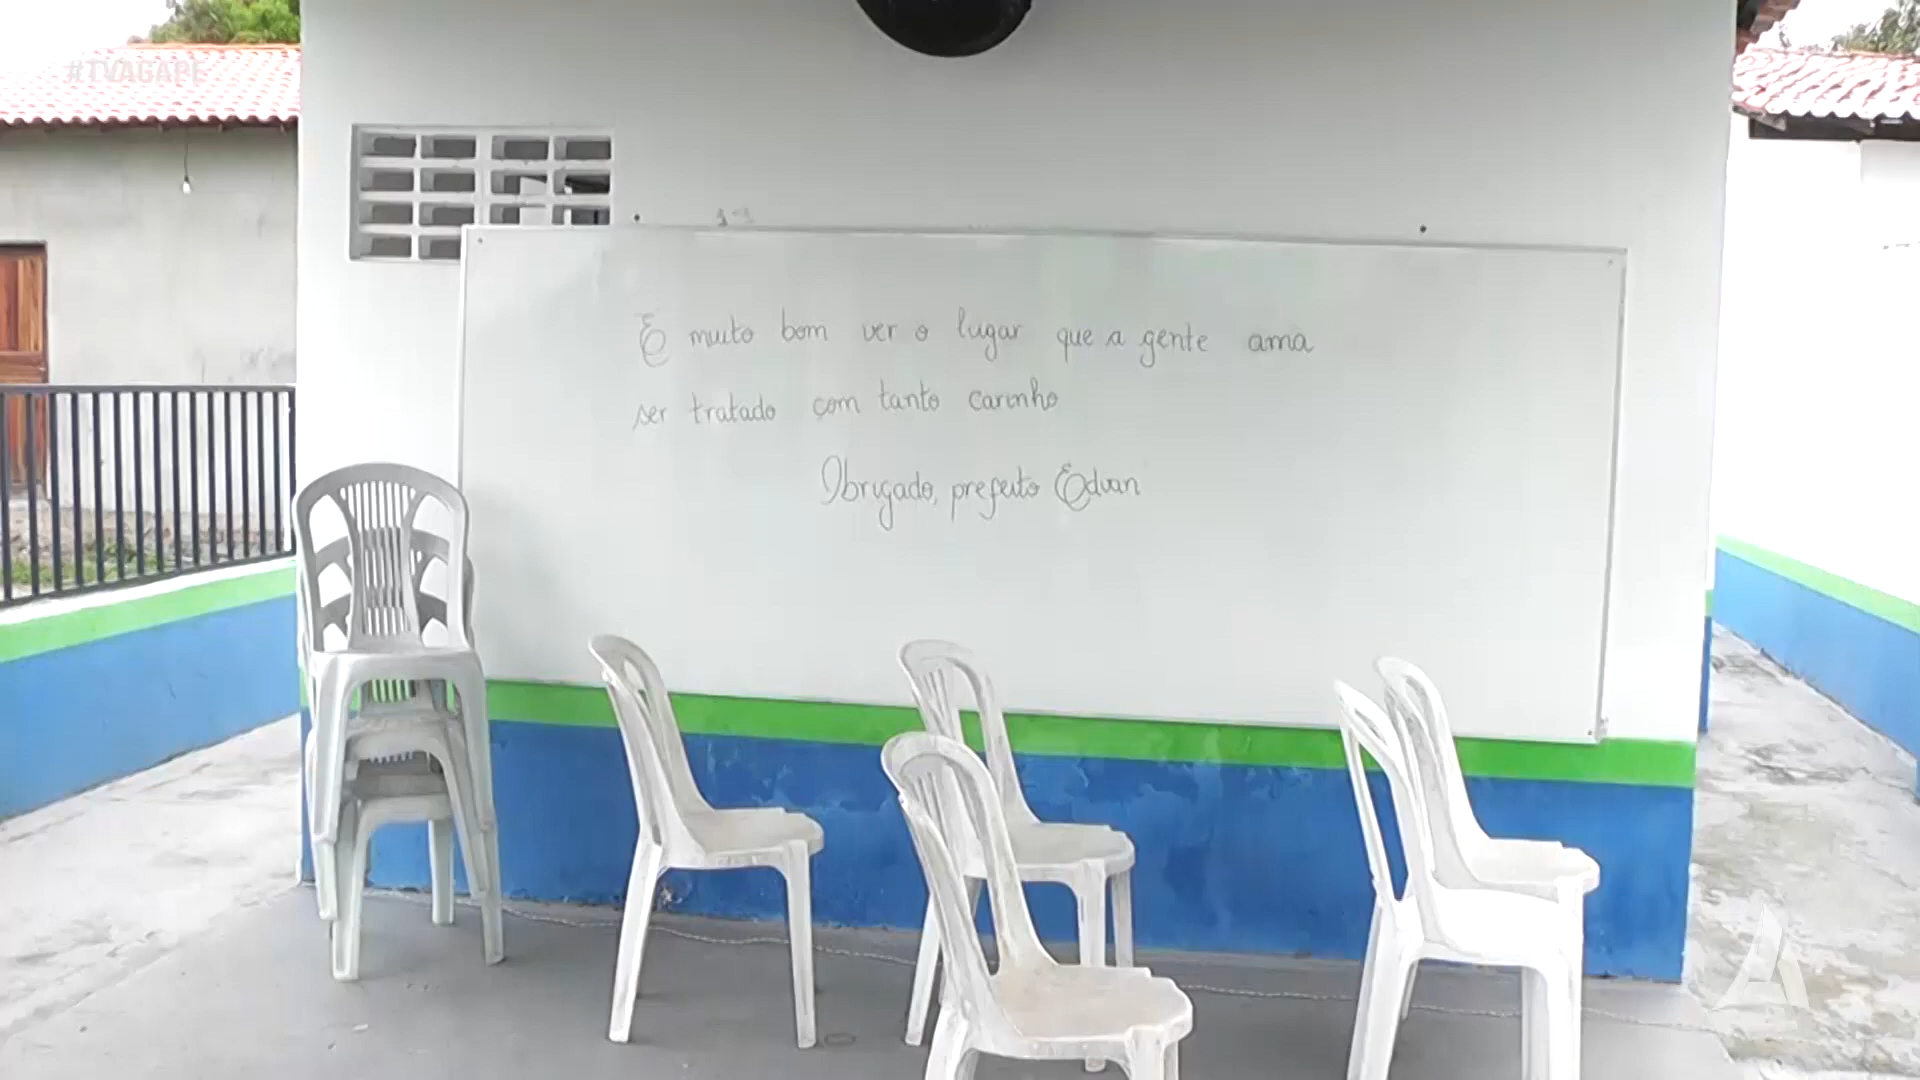 #TVAGAPE
E muito bom ver o lugar que a gente ama
ser tratado com tanto carinho
Obrigado, prefeito Edvan